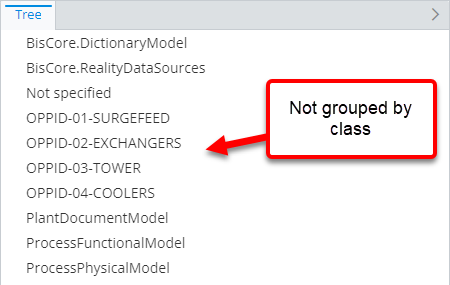 Tree
BisCore.DictionaryModel
BisCore.RealityDataSources
Not specified
OPPID-01-SURGEFEED
OPPID-02-EXCHANGERS
OPPID-03-TOWER
OPPID-04-COOLERS
PlantDocumentModel
ProcessFunctionalModel
ProcessPhysicalModel
Not grouped by
class